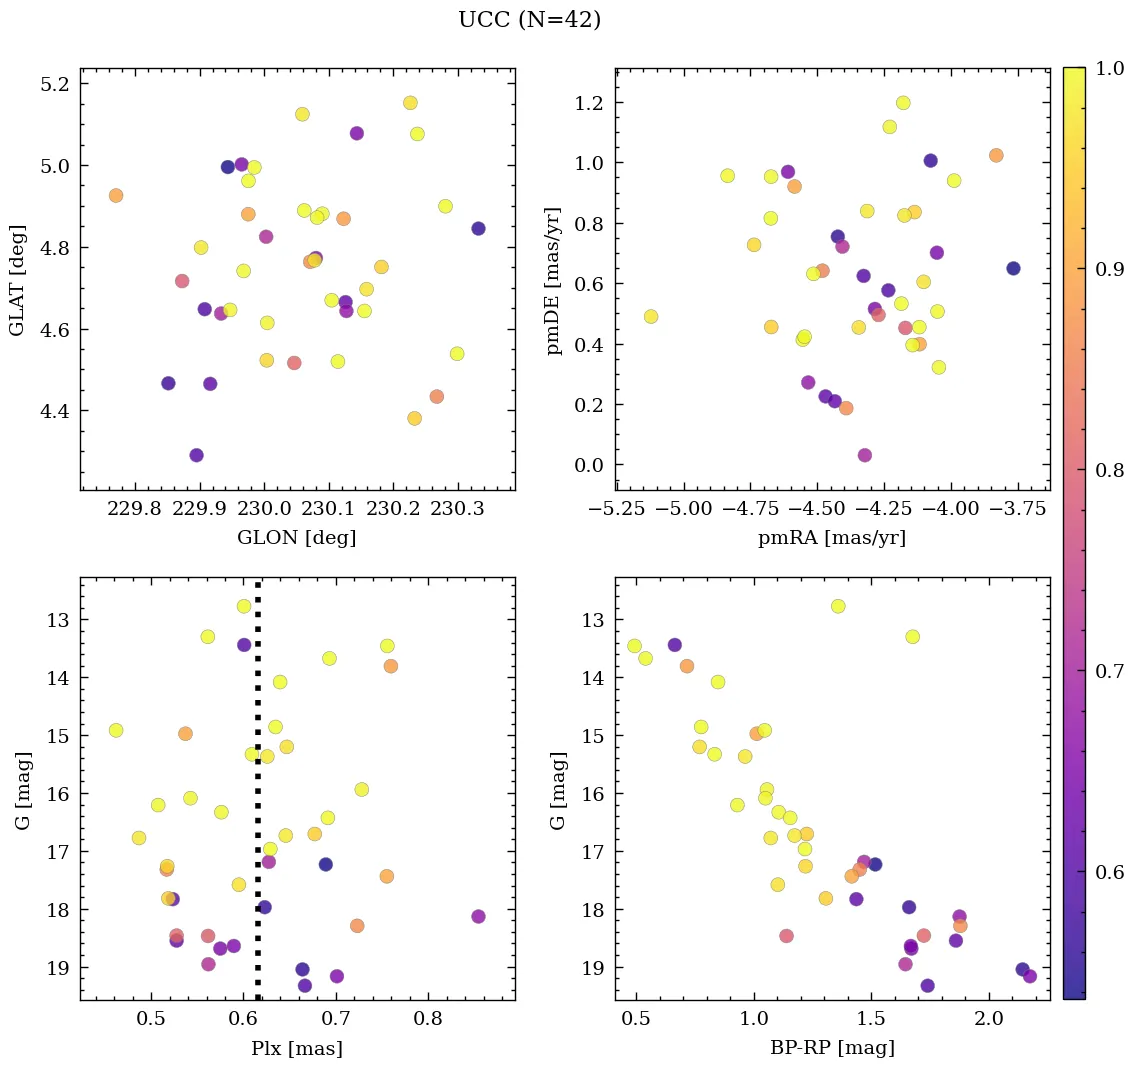 UCC (N=42)
5.2
5.0
4.8
4.6
4.4
GLAT [deg]
229.8 229.9 230.0 230.1 230.2 230.3
GLON [deg]
1.2
1.0
0.8
0.6
0.4
0.2
0.0
pmDE [mas/yr]
−5.25 −5.00 −4.75 −4.50 −4.25 −4.00 −3.75
pmRA [mas/yr]
13
14
15
16
17
18
19
G [mag]
0.5 0.6 0.7 0.8
Plx [mas]
13
14
15
16
17
18
19
G [mag]
0.5 1.0 1.5 2.0
BP-RP [mag]
1.0
0.9
0.8
0.7
0.6